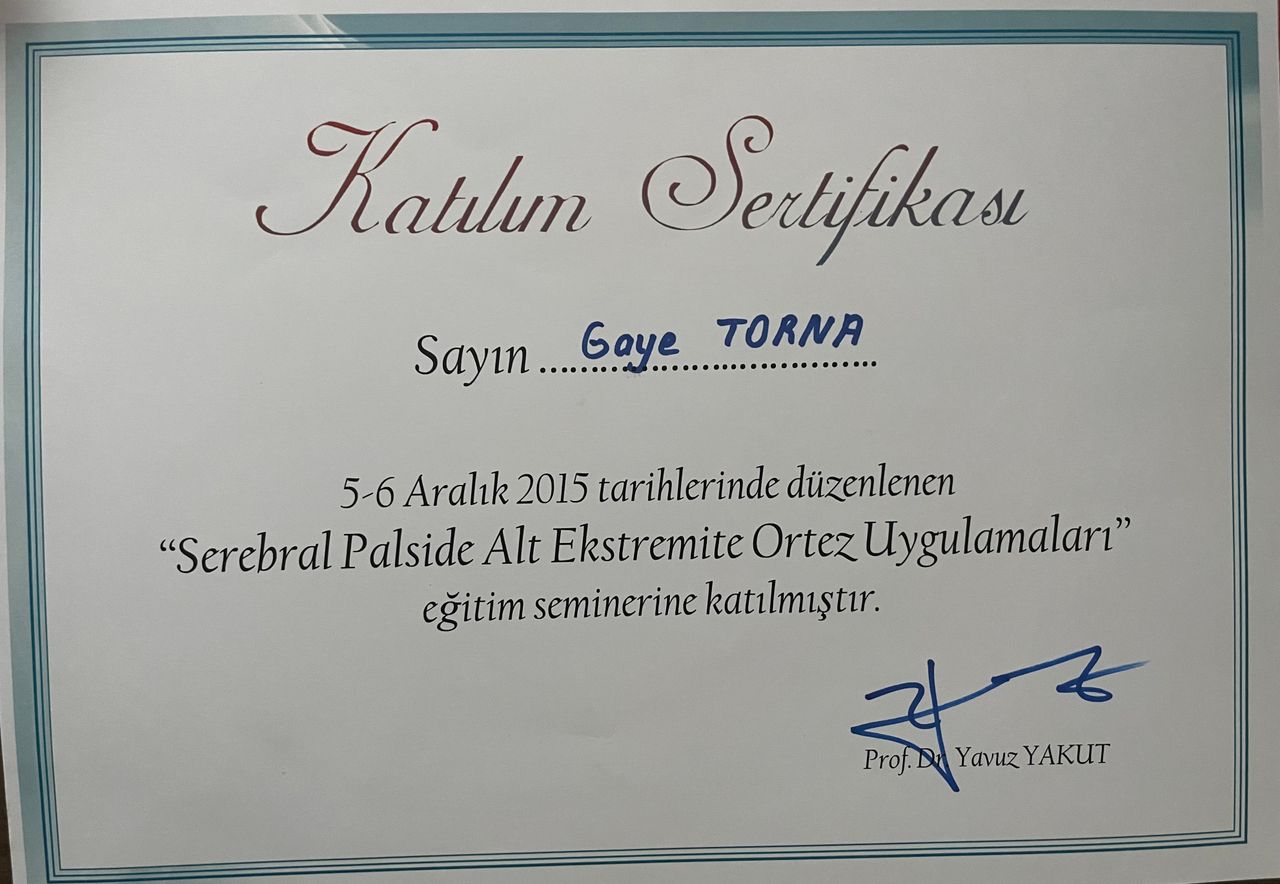 Katılım Sertifikası
Sayın ........................................ Gaye TORNA
5-6 Aralık 2015 tarihlerinde düzenlenen
“Serebral Palside Alt Ekstremite Ortez Uygulamaları”
eğitim seminerine katılmıştır.
Prof. Dr. Yavuz YAKUT